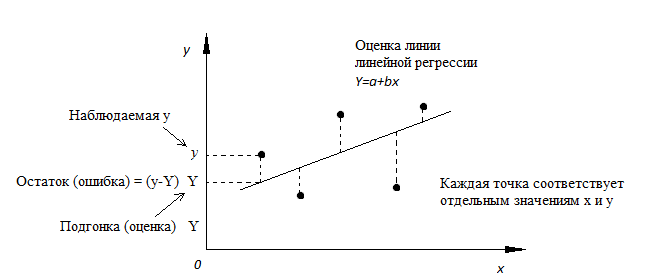 y
Оценка линии
линейной регрессии
Y=a+bx
Наблюдаемая y
y
Остаток (ошибка) = (y-Y) Y
Каждая точка соответствует
отдельным значениям x и y
Подгонка (оценка) Y
0
x